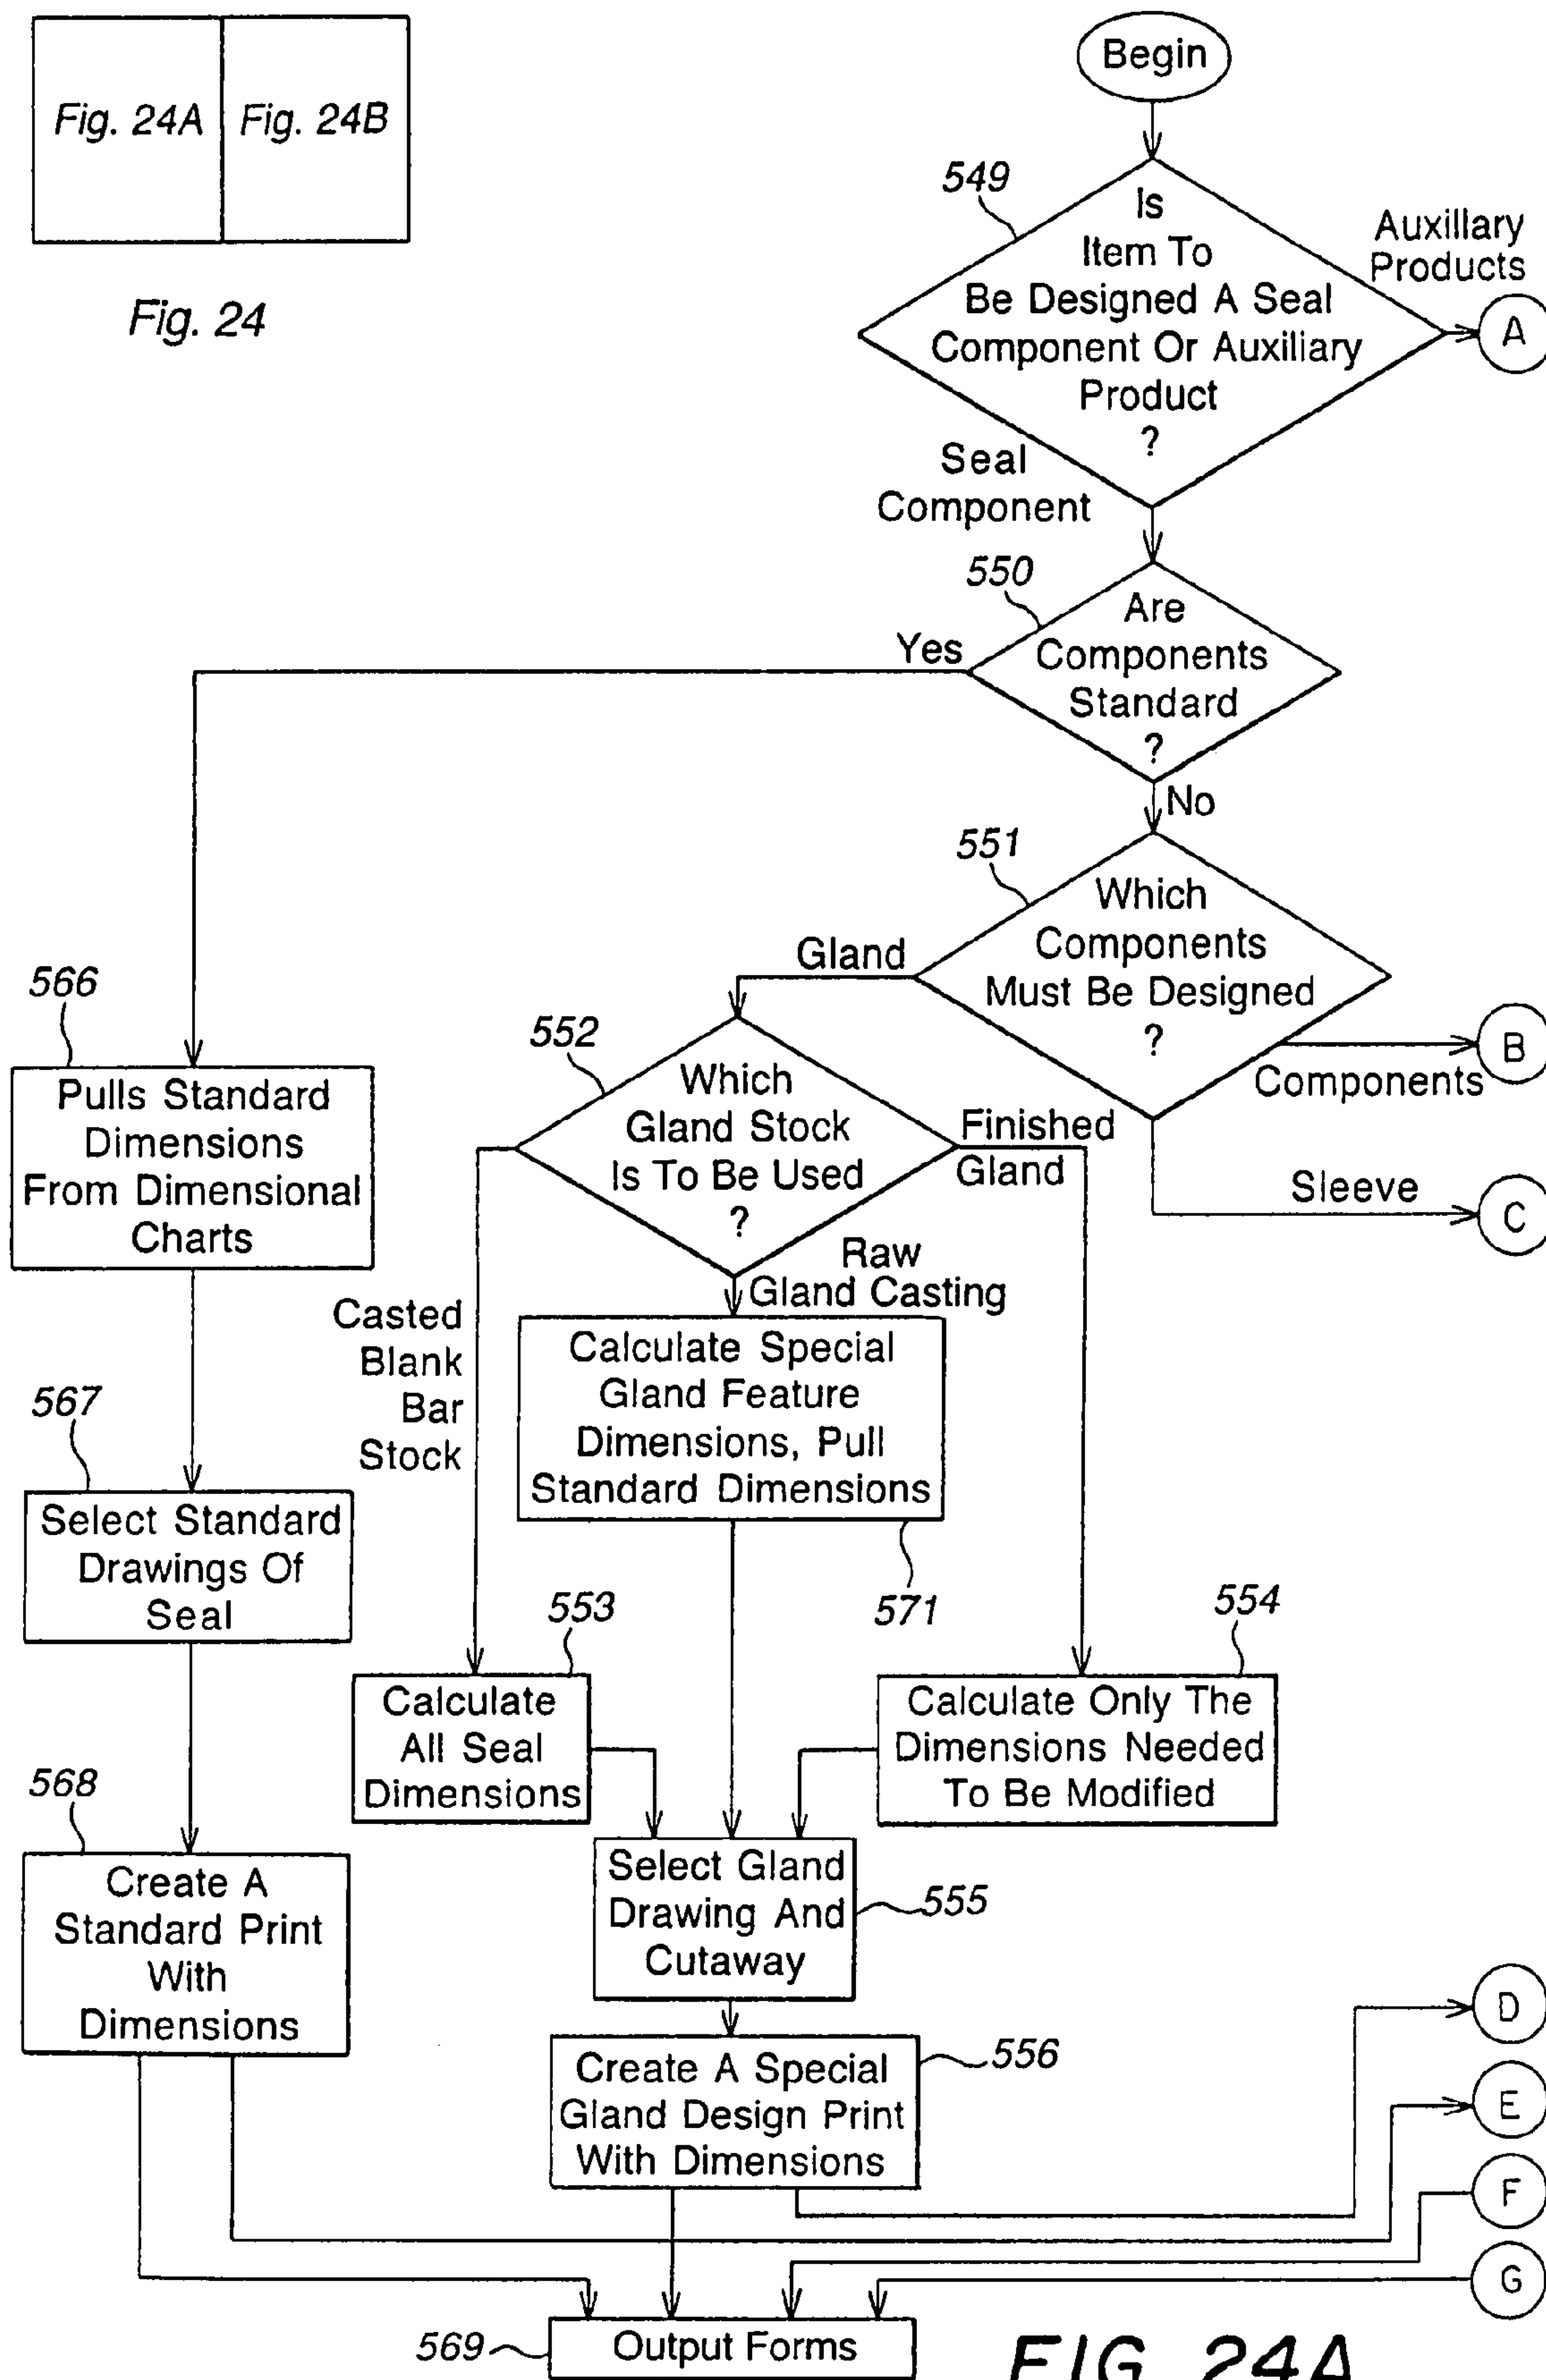 Fig. 24A
Fig. 24B
Fig. 24
Begin
549
Is
Item To
Be Designed A Seal
Component Or Auxiliary
Product
?
Auxillary
Products
A
Seal
Component
550
Are
Components
Standard
?
Yes
No
551
Which
Components
Must Be Designed
?
Gland
B
Components
Sleeve
C
566
Pulls Standard
Dimensions
From Dimensional
Charts
552
Which
Gland Stock
Is To Be Used
?
Finished
Gland
Raw
Gland Casting
Casted
Blank
Bar
Stock
Calculate Special
Gland Feature
Dimensions, Pull
Standard Dimensions
571
567
Select Standard
Drawings Of
Seal
553
Calculate
All Seal
Dimensions
554
Calculate Only The
Dimensions Needed
To Be Modified
568
Create A
Standard Print
With
Dimensions
Select Gland
Drawing And
Cutaway
555
Create A Special
Gland Design Print
With Dimensions
556
D
E
F
G
569
Output Forms
FIG. 24A